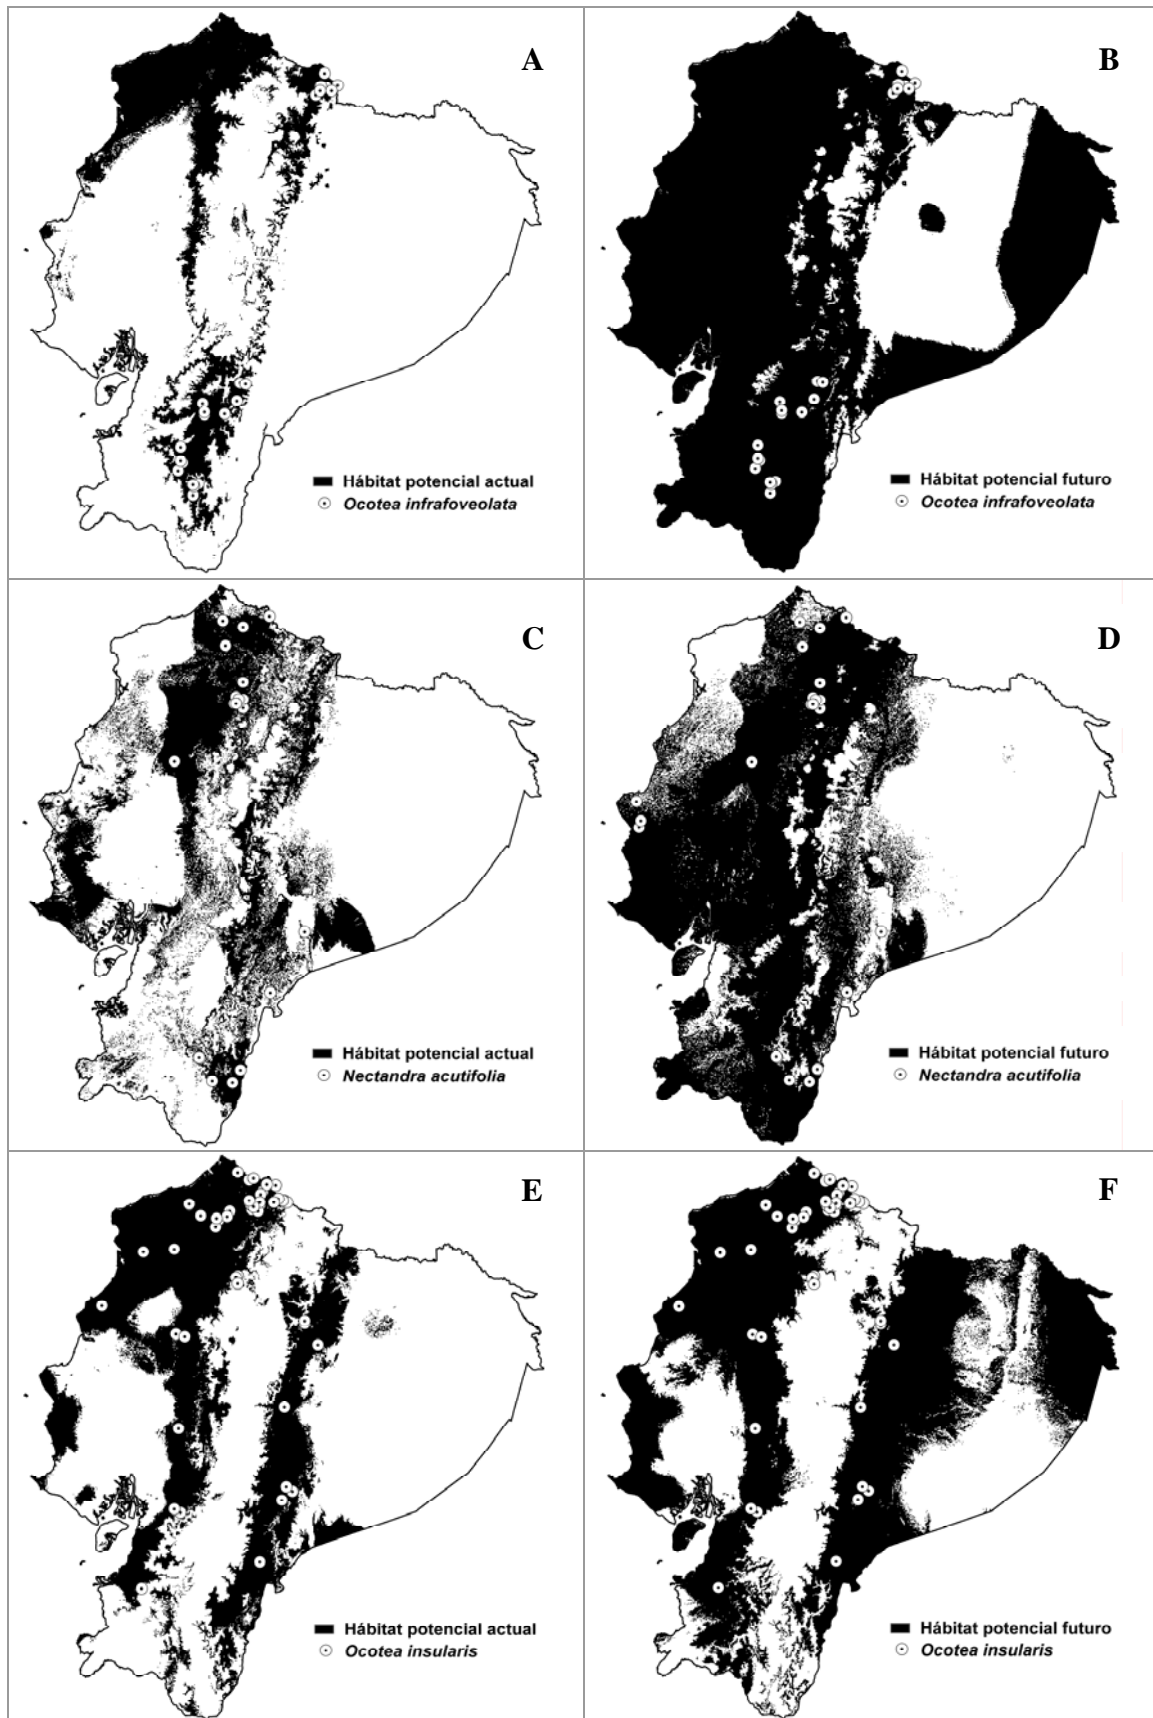 A
Hábitat potencial actual
Ocotea infrafoveolata
B
Hábitat potencial futuro
Ocotea infrafoveolata
C
Hábitat potencial actual
Nectandra acutifolia
D
Hábitat potencial futuro
Nectandra acutifolia
E
Hábitat potencial actual
Ocotea insularis
F
Hábitat potencial futuro
Ocotea insularis